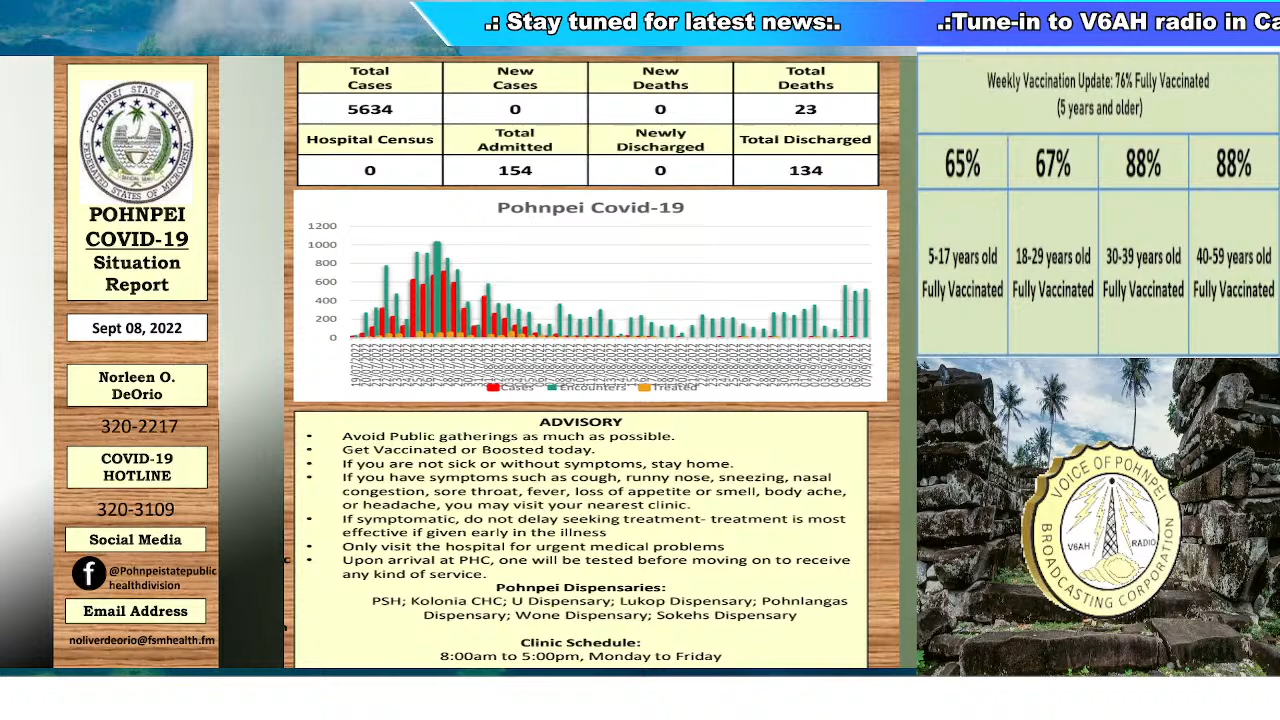 .: Stay tuned for latest news:.
.:Tune-in to V6AH radio in Ca
POHNPEI STATE SEAL
FEDERATED STATES OF MICRONESIA
POHNPEI
COVID-19
Situation
Report
Sept 08, 2022
Norleen O.
DeOrio
320-2217
COVID-19
HOTLINE
320-3109
Social Media
@Pohnpeistatepublic
healthdivision
Email Address
noliverdeorio@fsmhealth.fm
Total Cases New Cases New Deaths Total Deaths
5634 0 0 23
Hospital Census Total Admitted Newly Discharged Total Discharged
0 154 0 134
Pohnpei Covid-19
1200
1000
800
600
400
200
0
Cases Encounters
ADVISORY
• Avoid Public gatherings as much as possible.
• Get Vaccinated or Boosted today.
• If you are not sick or without symptoms, stay home.
• If you have symptoms such as cough, runny nose, sneezing, nasal
congestion, sore throat, fever, loss of appetite or smell, body ache,
or headache, you may visit your nearest clinic.
• If symptomatic, do not delay seeking treatment- treatment is most
effective if given early in the illness
• Only visit the hospital for urgent medical problems
• Upon arrival at PHC, one will be tested before moving on to receive
any kind of service.
Pohnpei Dispensaries:
PSH; Kolonia CHC; U Dispensary; Lukop Dispensary; Pohnlangas
Dispensary; Wone Dispensary; Sokehs Dispensary
Clinic Schedule:
8:00am to 5:00pm, Monday to Friday
Weekly Vaccination Update: 76% Fully Vaccinated
(5 years and older)
65% 67% 88% 88%
5-17 years old 18-29 years old 30-39 years old 40-59 years old
Fully Vaccinated Fully Vaccinated Fully Vaccinated Fully Vaccinated
VOICE OF POHNPEI
V6AH RADIO
BROADCASTING CORPORATION